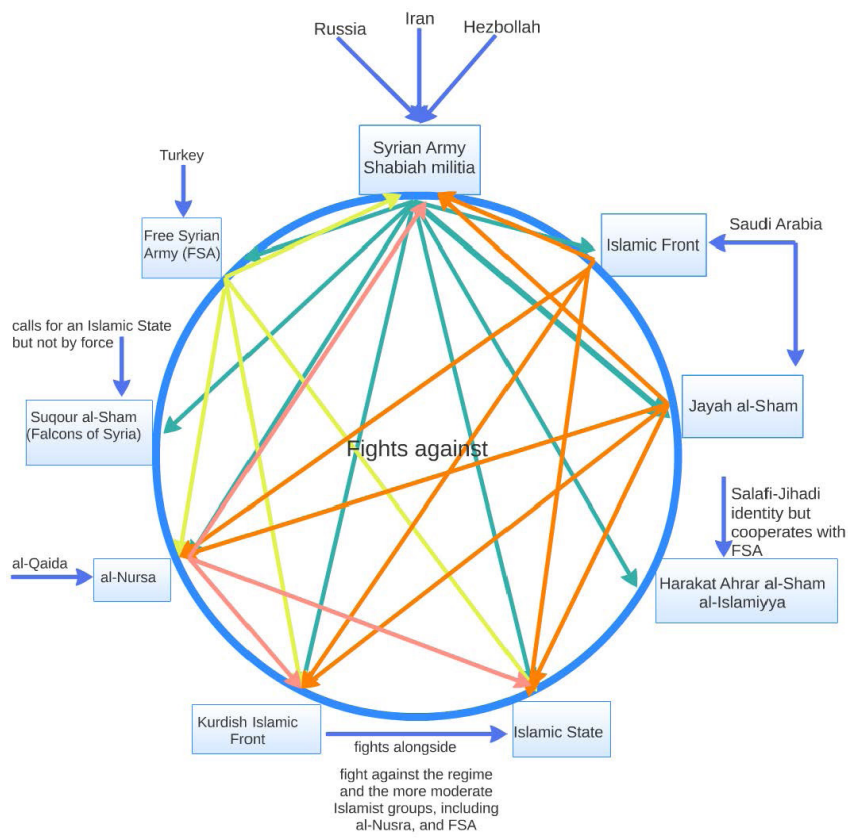 Russia
Iran
Hezbollah
Syrian Army
Shabiah militia
Turkey
Free Syrian
Army (FSA)
Islamic Front
Saudi Arabia
calls for an Islamic State
but not by force
Suqour al-Sham
(Falcons of Syria)
Jayah al-Sham
Fights against
Salafi-Jihadi
identity but
cooperates with
FSA
al-Qaida
al-Nursa
Harakat Ahrar al-Sham
al-Islamiyya
Kurdish Islamic
Front
fights alongside
Islamic State
fight against the regime
and the more moderate
Islamist groups, including
al-Nusra, and FSA